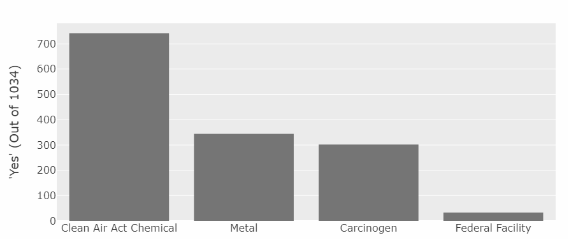 'Yes' (Out of 1034)
700
600
500
400
300
200
100
0
Clean Air Act Chemical
Metal
Carcinogen
Federal Facility